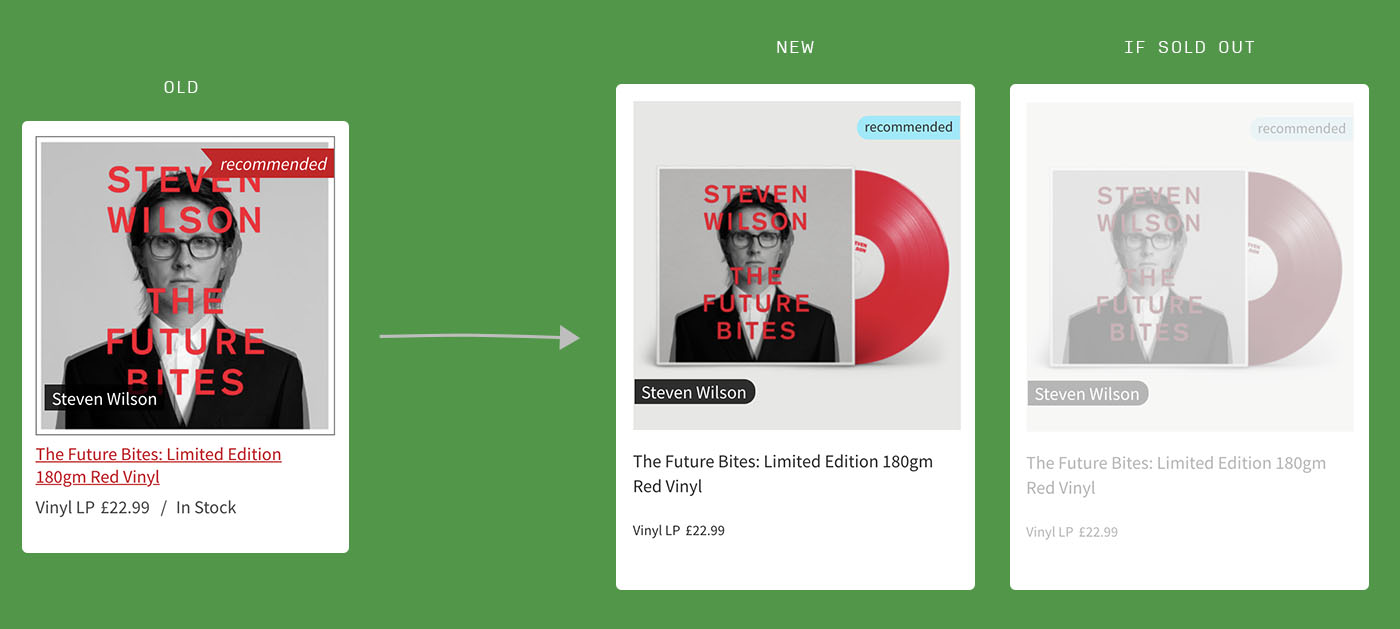 OLD
STEVEN
WILSON
recommended
THE
FUTURE
BITES
Steven Wilson
The Future Bites: Limited Edition
180gm Red Vinyl
Vinyl LP £22.99 / In Stock
NEW
recommended
STEVEN
WILSON
THE
FUTURE
BITES
Steven Wilson
The Future Bites: Limited Edition 180gm
Red Vinyl
Vinyl LP £22.99
IF SOLD OUT
recommended
STEVEN
WILSON
THE
FUTURE
BITES
Steven Wilson
The Future Bites: Limited Edition 180gm
Red Vinyl
Vinyl LP £22.99